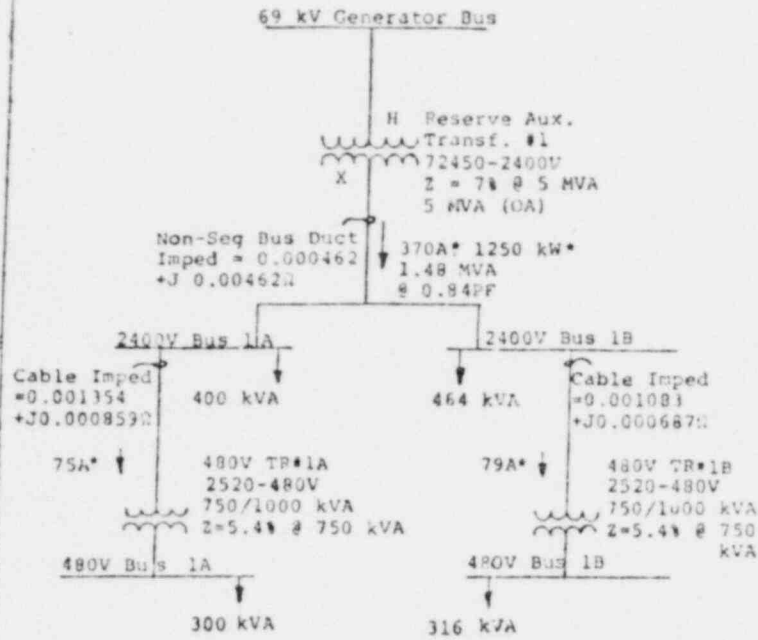 69 kV Generator Bus
H Reserve Aux.
Transf. #1
72450-2400V
X
Z = 7% @ 5 MVA
5 MVA (OA)
Non-Seg Bus Duct
Imped = 0.000462
+J 0.00462Ω
370A* 1250 kW*
1.48 MVA
@ 0.84PF
2400V Bus 1A
2400V Bus 1B
Cable Imped
=0.001354
+J0.000859Ω
400 kVA
464 kVA
Cable Imped
=0.001083
+J0.000687Ω
75A*
480V TR#1A
2520-480V
750/1000 kVA
Z=5.4% @ 750 kVA
79A*
480V TR#1B
2520-480V
750/1000 kVA
Z=5.4% @ 750
kVA
480V Bus 1A
480V Bus 1B
300 kVA
316 kVA